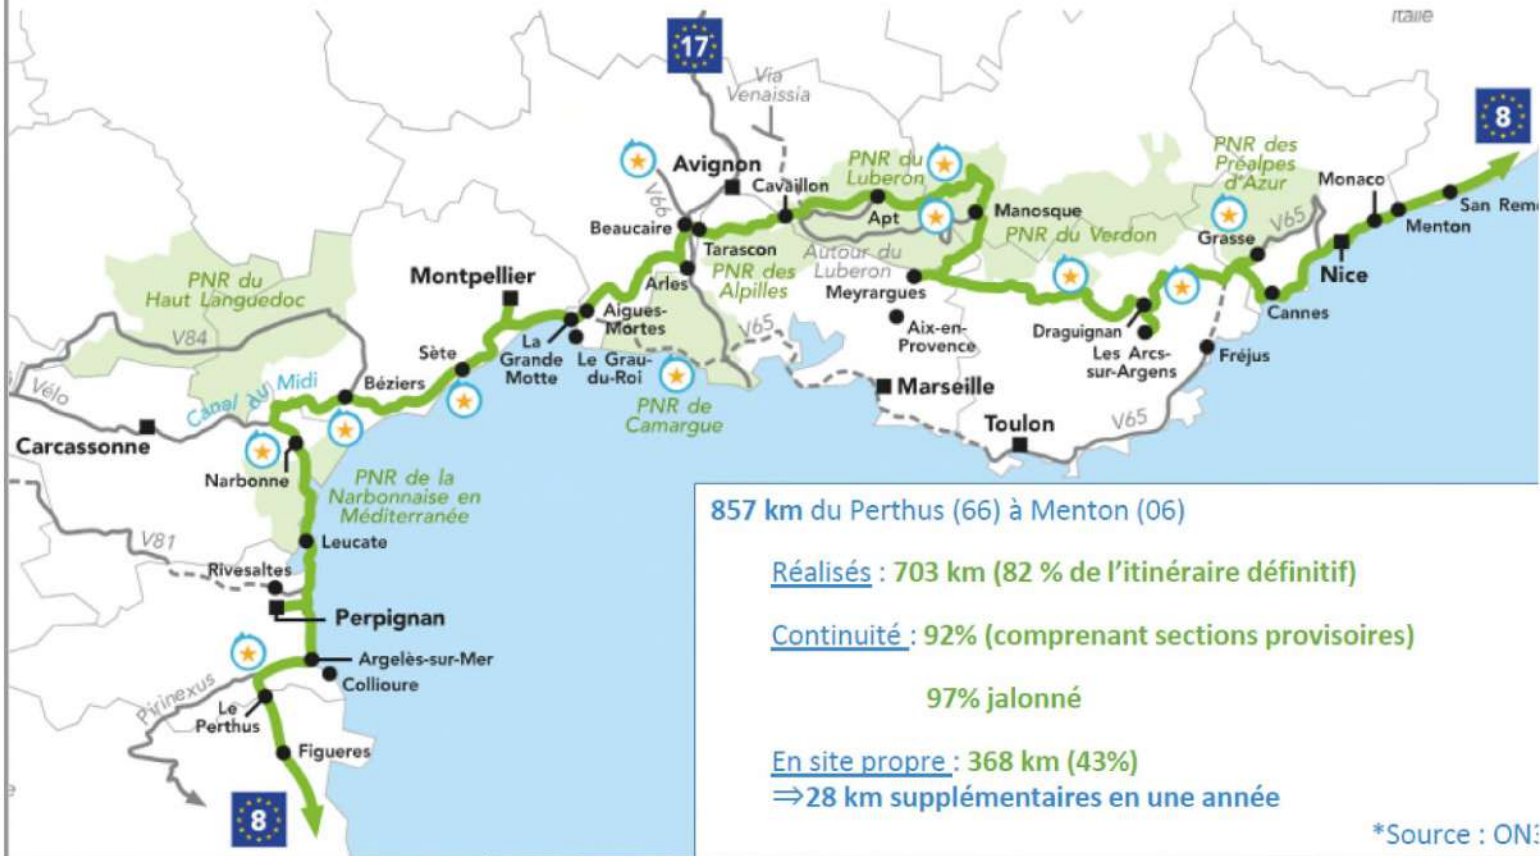 Italie
17
Via
Venaissia
8
PNR des
Préalpes
d'Azur
PNR du
Luberon
Avignon
Cavaillon
Monaco
V66
San Remo
Manosque
Apt
V65
Menton
Beaucaire
Tarascon
PNR du Verdon
Grasse
Autour du
Luberon
Nice
PNR du
Haut Languedoc
Montpellier
PNR des
Alpilles
Arles
Meyrargues
Cannes
Aigues-
Mortes
V65
Aix-en-
Provence
Draguignan
V84
La
Grande
Motte
Le Grau-
du-Roi
Les Arcs-
sur-Argens
Fréjus
Sète
Vélo
Canal du Midi
Béziers
Marseille
PNR de
Camargue
Toulon
V65
Carcassonne
Narbonne
PNR de la
Narbonnaise en
Méditerranée
V81
Leucate
Rivesaltes
Perpignan
Argelès-sur-Mer
Collioure
Pirinexus
Le
Perthus
Figueres
8
857 km du Perthus (66) à Menton (06)
Réalisés : 703 km (82 % de l'itinéraire définitif)
Continuité : 92% (comprenant sections provisoires)
97% jalonné
En site propre : 368 km (43%)
⇒28 km supplémentaires en une année
*Source : ON3